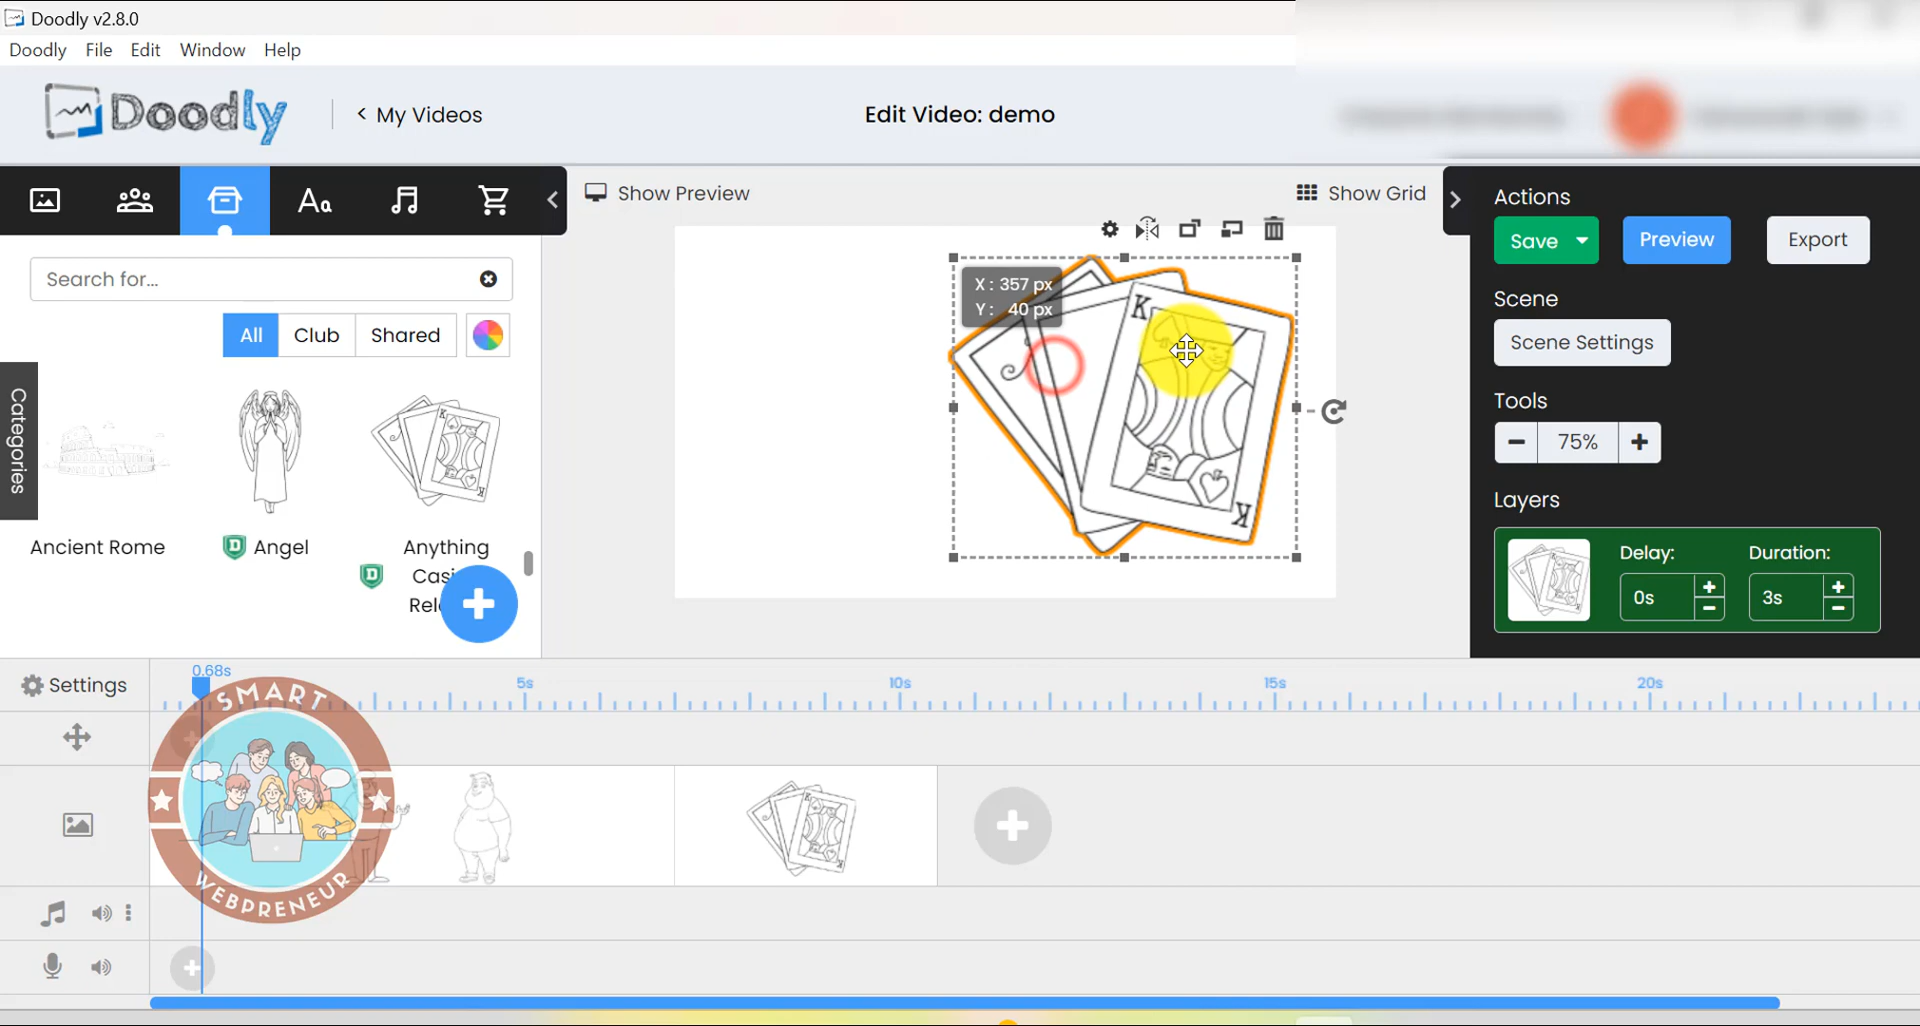 Doodly v2.8.0
Doodly File Edit Window Help
Doodly
< My Videos
Edit Video: demo
Show Preview
Show Grid
Search for...
All Club Shared
Categories
Ancient Rome
Angel
Anything
X : 357 px
Y : 40 px
K
K
Actions
Save
Preview
Export
Scene
Scene Settings
Tools
75%
Layers
Delay:
0s
Duration:
3s
Settings
0.68s
5s
10s
15s
20s
SMART
WEBPRENEUR